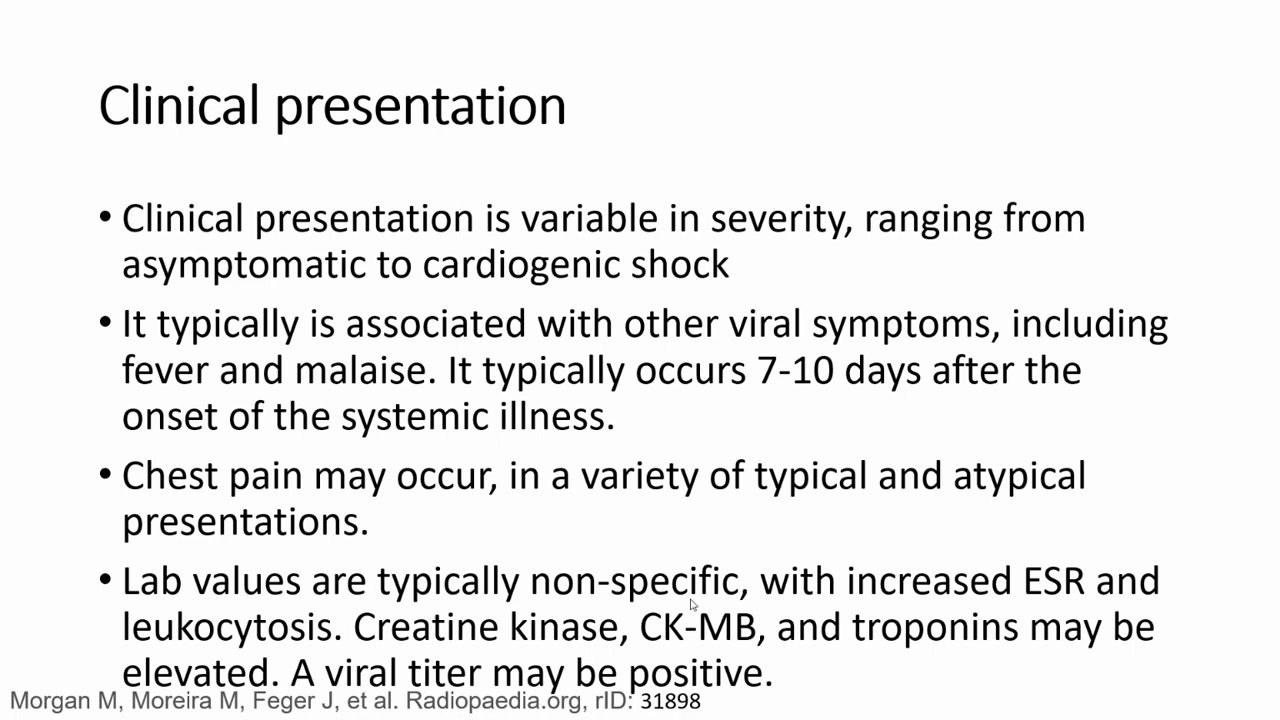 Clinical presentation
• Clinical presentation is variable in severity, ranging from
asymptomatic to cardiogenic shock
• It typically is associated with other viral symptoms, including
fever and malaise. It typically occurs 7-10 days after the
onset of the systemic illness.
• Chest pain may occur, in a variety of typical and atypical
presentations.
• Lab values are typically non-specific, with increased ESR and
leukocytosis. Creatine kinase, CK-MB, and troponins may be
elevated. A viral titer may be positive.
Morgan M, Moreira M, Feger J, et al. Radiopaedia.org, rID: 31898